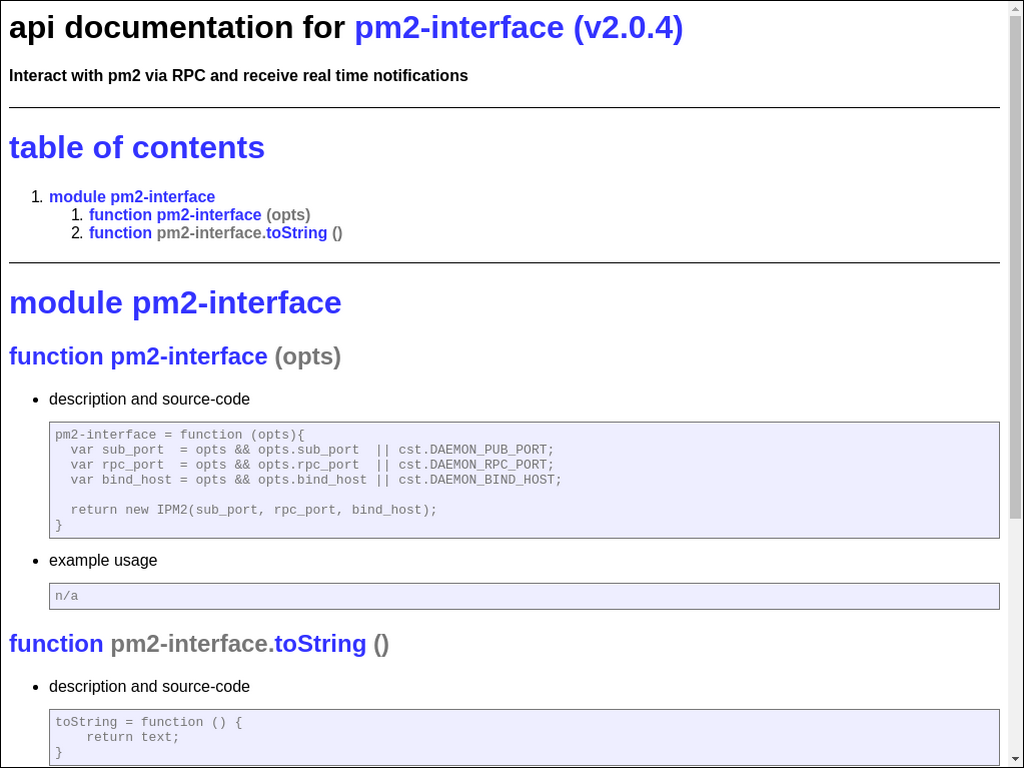 api documentation for pm2-interface (v2.0.4)
Interact with pm2 via RPC and receive real time notifications
table of contents
1. module pm2-interface
1. function pm2-interface (opts)
2. function pm2-interface.toString ()
module pm2-interface
function pm2-interface (opts)
• description and source-code
pm2-interface = function (opts){
  var sub_port  = opts && opts.sub_port  || cst.DAEMON_PUB_PORT;
  var rpc_port  = opts && opts.rpc_port  || cst.DAEMON_RPC_PORT;
  var bind_host = opts && opts.bind_host || cst.DAEMON_BIND_HOST;
  return new IPM2(sub_port, rpc_port, bind_host);
}
• example usage
n/a
function pm2-interface.toString ()
• description and source-code
toString = function () {
    return text;
}